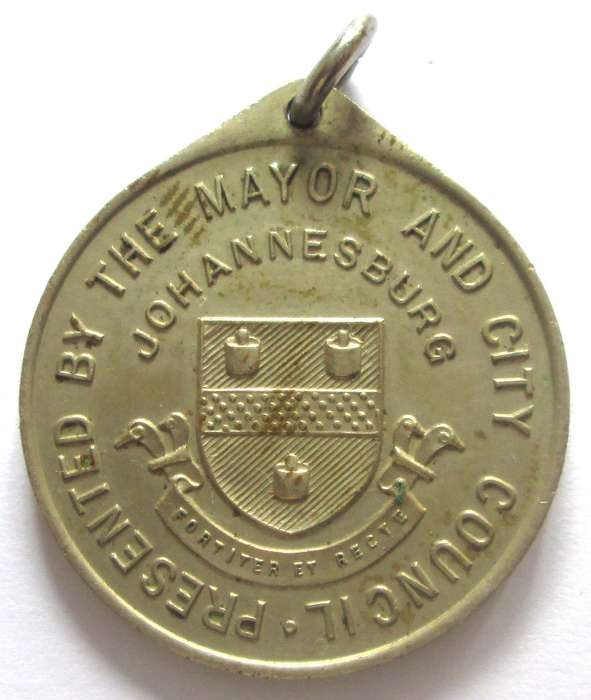 PRESENTED BY THE MAYOR AND CITY COUNCIL
JOHANNESBURG
FORTITER ET RECTE